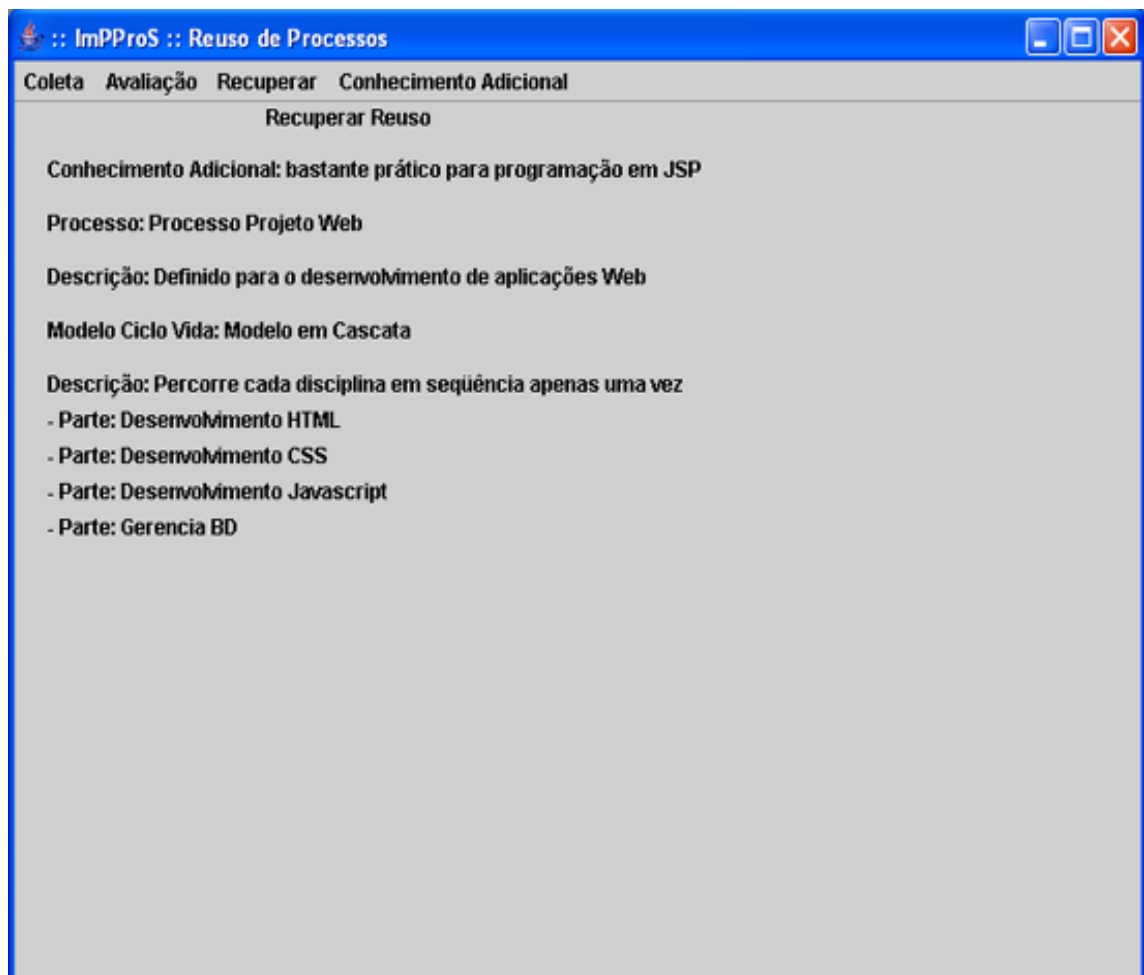 :: ImPProS :: Reuso de Processos
Coleta Avaliação Recuperar Conhecimento Adicional
Recuperar Reuso
Conhecimento Adicional: bastante prático para programação em JSP
Processo: Processo Projeto Web
Descrição: Definido para o desenvolvimento de aplicações Web
Modelo Ciclo Vida: Modelo em Cascata
Descrição: Percorre cada disciplina em seqüência apenas uma vez
- Parte: Desenvolvimento HTML
- Parte: Desenvolvimento CSS
- Parte: Desenvolvimento Javascript
- Parte: Gerencia BD